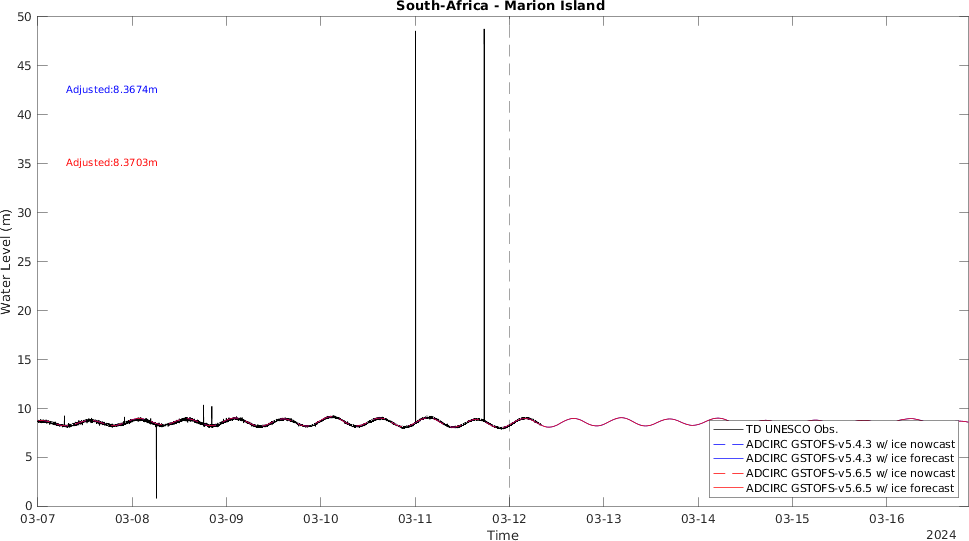 South-Africa - Marion Island
50
45
40
35
30
25
20
15
10
5
0
Water Level (m)
Adjusted:8.3674m
Adjusted:8.3703m
TD UNESCO Obs.
ADCIRC GSTOFS-v5.4.3 w/ ice nowcast
ADCIRC GSTOFS-v5.4.3 w/ ice forecast
ADCIRC GSTOFS-v5.6.5 w/ ice nowcast
ADCIRC GSTOFS-v5.6.5 w/ ice forecast
03-07 03-08 03-09 03-10 03-11 03-12 03-13 03-14 03-15 03-16
Time
2024